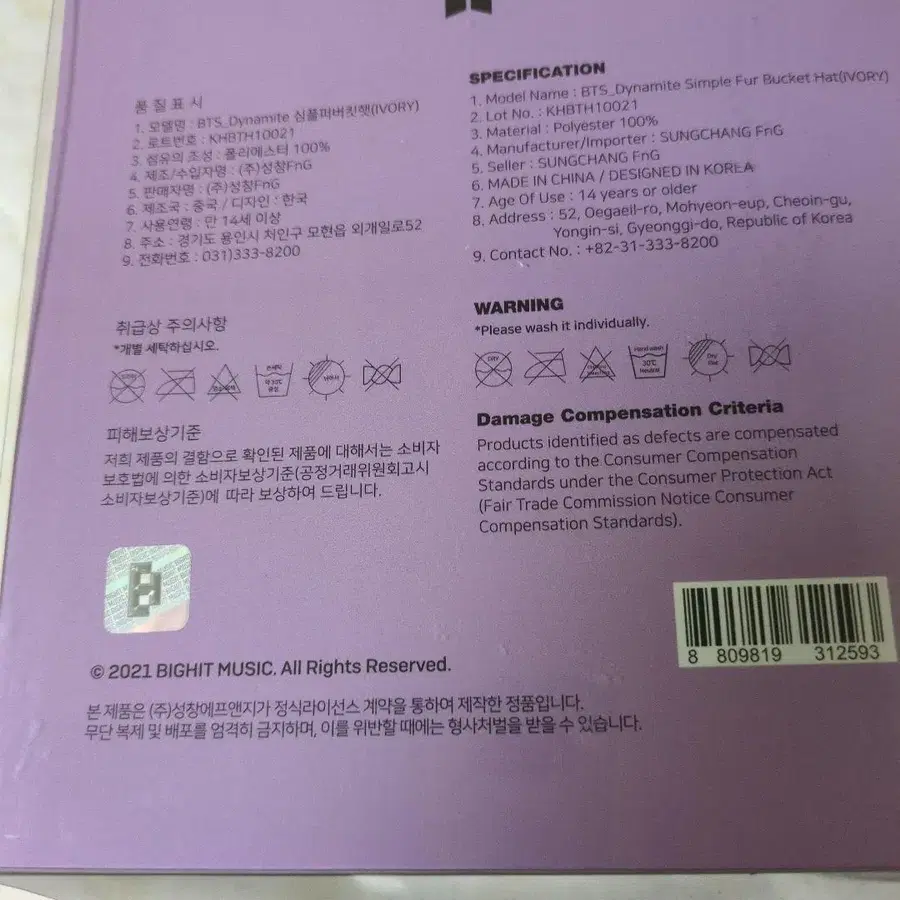 품 질 표 시
1. 모델명 : BTS_Dynamite 심플퍼버킷햇(IVORY)
2. 로트번호 : KHBTH10021
3. 섬유의 조성 : 폴리에스터 100%
4. 제조/수입자명 : (주)성창FnG
5. 판매자명 : (주)성창FnG
6. 제조국 : 중국 / 디자인 : 한국
7. 사용연령 : 만 14세 이상
8. 주소 : 경기도 용인시 처인구 모현읍 외개일로52
9. 전화번호 : 031)333-8200
취급상 주의사항
*개별 세탁하십시오.
손세탁
약 30℃
중성
피해보상기준
저희 제품의 결함으로 확인된 제품에 대해서는 소비자
보호법에 의한 소비자보상기준(공정거래위원회고시
소비자보상기준)에 따라 보상하여 드립니다.
SPECIFICATION
1. Model Name : BTS_Dynamite Simple Fur Bucket Hat(IVORY)
2. Lot No. : KHBTH10021
3. Material : Polyester 100%
4. Manufacturer/Importer : SUNGCHANG FnG
5. Seller : SUNGCHANG FnG
6. MADE IN CHINA / DESIGNED IN KOREA
7. Age Of Use : 14 years or older
8. Address : 52, Oegaeil-ro, Mohyeon-eup, Cheoin-gu,
Yongin-si, Gyeonggi-do, Republic of Korea
9. Contact No. : +82-31-333-8200
WARNING
*Please wash it individually.
DRY
Hand wash
30℃
Neutral
Damage Compensation Criteria
Products identified as defects are compensated
according to the Consumer Compensation
Standards under the Consumer Protection Act
(Fair Trade Commission Notice Consumer
Compensation Standards).
8 809819 312593
© 2021 BIGHIT MUSIC. All Rights Reserved.
본 제품은 (주)성창에프앤지가 정식라이선스 계약을 통하여 제작한 정품입니다.
무단 복제 및 배포를 엄격히 금지하며, 이를 위반할 때에는 형사처벌을 받을 수 있습니다.